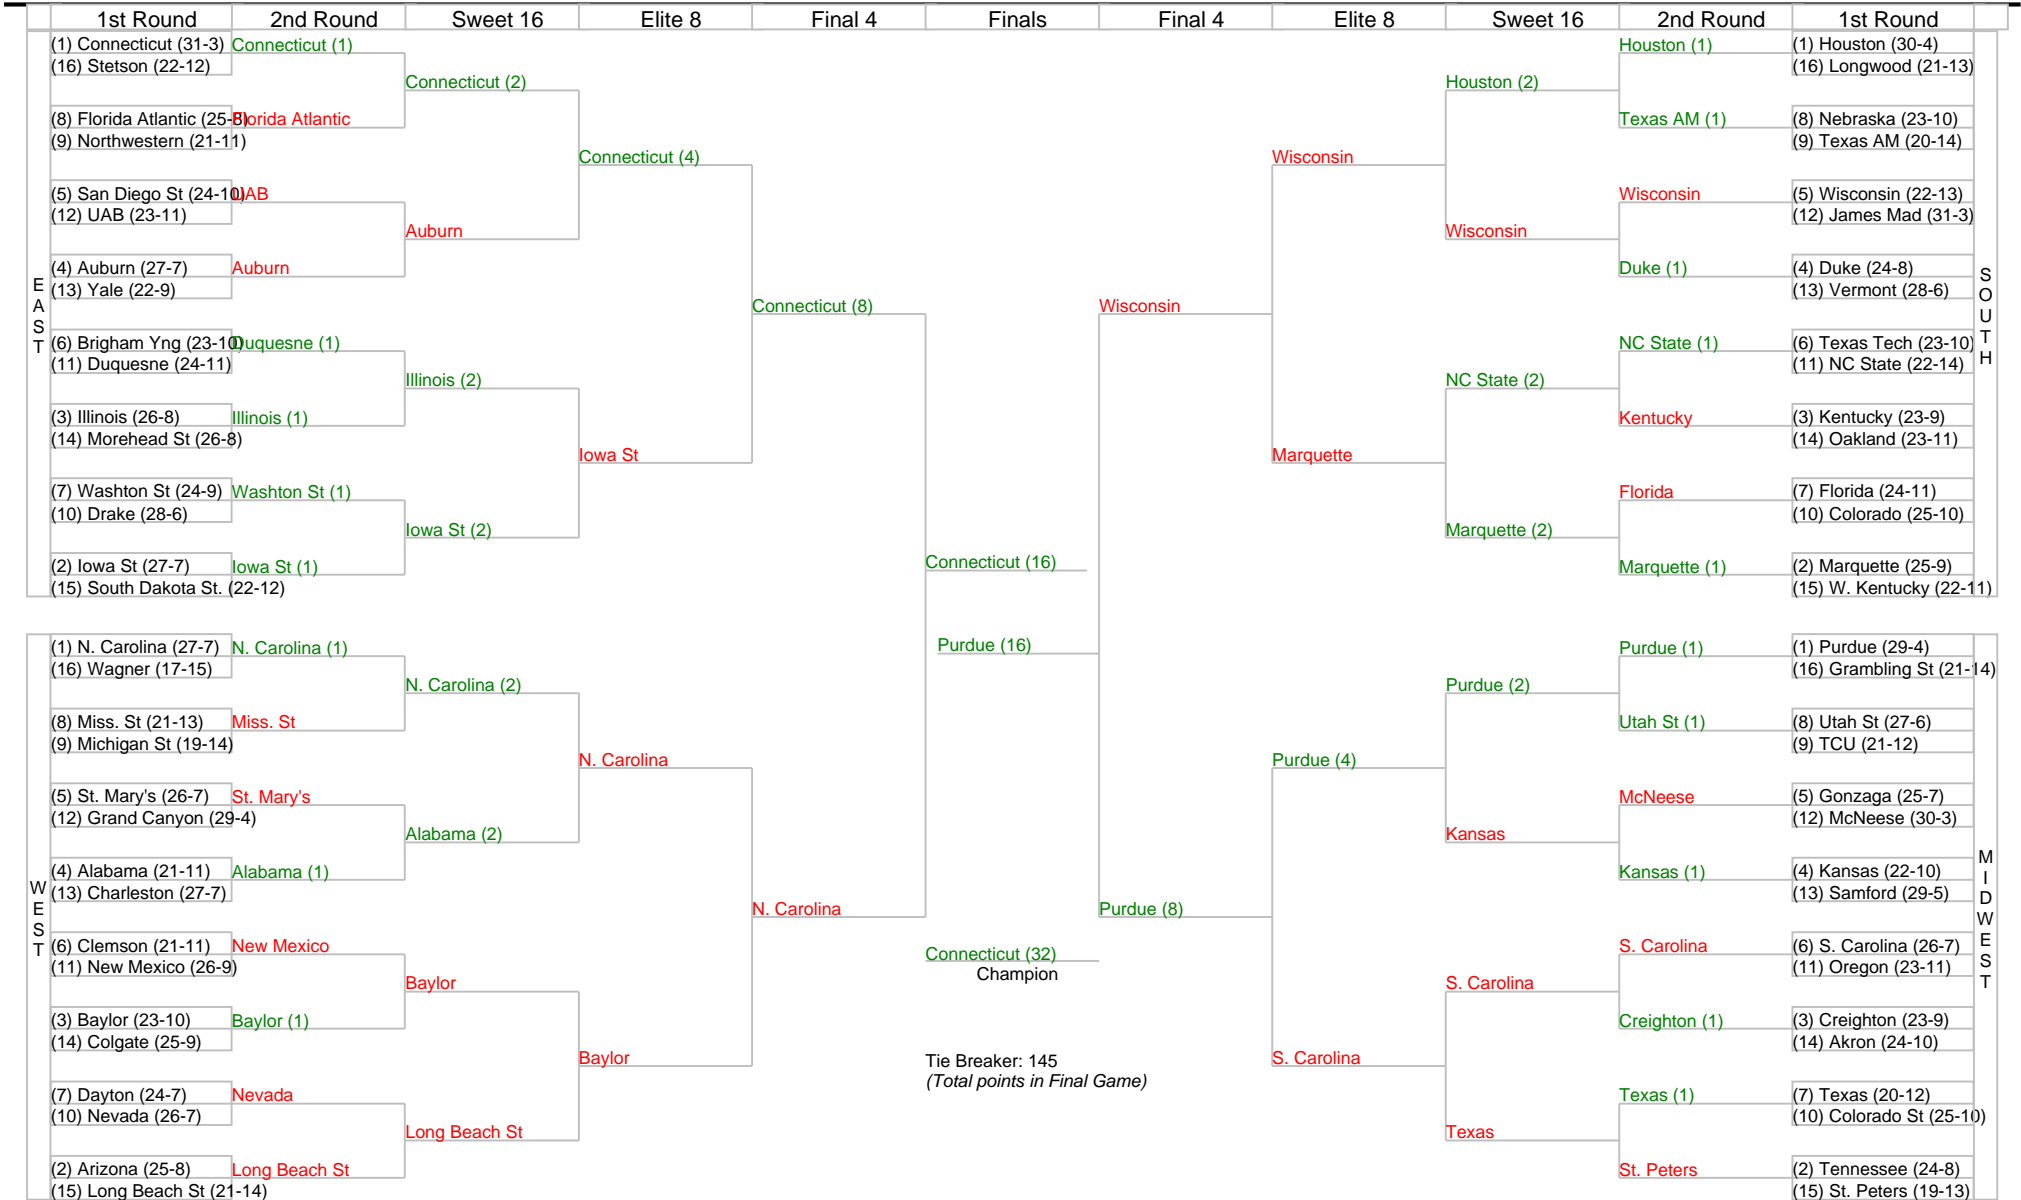 1st Round 2nd Round Sweet 16 Elite 8 Final 4 Finals Final 4 Elite 8 Sweet 16 2nd Round 1st Round
EAST
(1) Connecticut (31-3)
(16) Stetson (22-12)
(8) Florida Atlantic (25-8)
(9) Northwestern (21-11)
(5) San Diego St (24-10)
(12) UAB (23-11)
(4) Auburn (27-7)
(13) Yale (22-9)
(6) Brigham Yng (23-10)
(11) Duquesne (24-11)
(3) Illinois (26-8)
(14) Morehead St (26-8)
(7) Washton St (24-9)
(10) Drake (28-6)
(2) Iowa St (27-7)
(15) South Dakota St. (22-12)
Connecticut (1)
Florida Atlantic
UAB
Auburn
Duquesne (1)
Illinois (1)
Washton St (1)
Iowa St (1)
Connecticut (2)
Auburn
Illinois (2)
Iowa St (2)
Connecticut (4)
Iowa St
Connecticut (8)
WEST
(1) N. Carolina (27-7)
(16) Wagner (17-15)
(8) Miss. St (21-13)
(9) Michigan St (19-14)
(5) St. Mary's (26-7)
(12) Grand Canyon (29-4)
(4) Alabama (21-11)
(13) Charleston (27-7)
(6) Clemson (21-11)
(11) New Mexico (26-9)
(3) Baylor (23-10)
(14) Colgate (25-9)
(7) Dayton (24-7)
(10) Nevada (26-7)
(2) Arizona (25-8)
(15) Long Beach St (21-14)
N. Carolina (1)
Miss. St
St. Mary's
Alabama (1)
New Mexico
Baylor (1)
Nevada
Long Beach St
N. Carolina (2)
Alabama (2)
Baylor
Long Beach St
N. Carolina
Baylor
N. Carolina
Connecticut (16)
Purdue (16)
Connecticut (32)
Champion
Tie Breaker: 145
(Total points in Final Game)
Wisconsin
Wisconsin
Marquette
Houston (2)
Wisconsin
NC State (2)
Marquette (2)
Houston (1)
Texas AM (1)
Wisconsin
Duke (1)
NC State (1)
Kentucky
Florida
Marquette (1)
(1) Houston (30-4)
(16) Longwood (21-13)
(8) Nebraska (23-10)
(9) Texas AM (20-14)
(5) Wisconsin (22-13)
(12) James Mad (31-3)
(4) Duke (24-8)
(13) Vermont (28-6)
(6) Texas Tech (23-10)
(11) NC State (22-14)
(3) Kentucky (23-9)
(14) Oakland (23-11)
(7) Florida (24-11)
(10) Colorado (25-10)
(2) Marquette (25-9)
(15) W. Kentucky (22-11)
SOUTH
Purdue (8)
Purdue (4)
S. Carolina
Purdue (2)
Kansas
S. Carolina
Texas
Purdue (1)
Utah St (1)
McNeese
Kansas (1)
S. Carolina
Creighton (1)
Texas (1)
St. Peters
(1) Purdue (29-4)
(16) Grambling St (21-14)
(8) Utah St (27-6)
(9) TCU (21-12)
(5) Gonzaga (25-7)
(12) McNeese (30-3)
(4) Kansas (22-10)
(13) Samford (29-5)
(6) S. Carolina (26-7)
(11) Oregon (23-11)
(3) Creighton (23-9)
(14) Akron (24-10)
(7) Texas (20-12)
(10) Colorado St (25-10)
(2) Tennessee (24-8)
(15) St. Peters (19-13)
MIDWEST